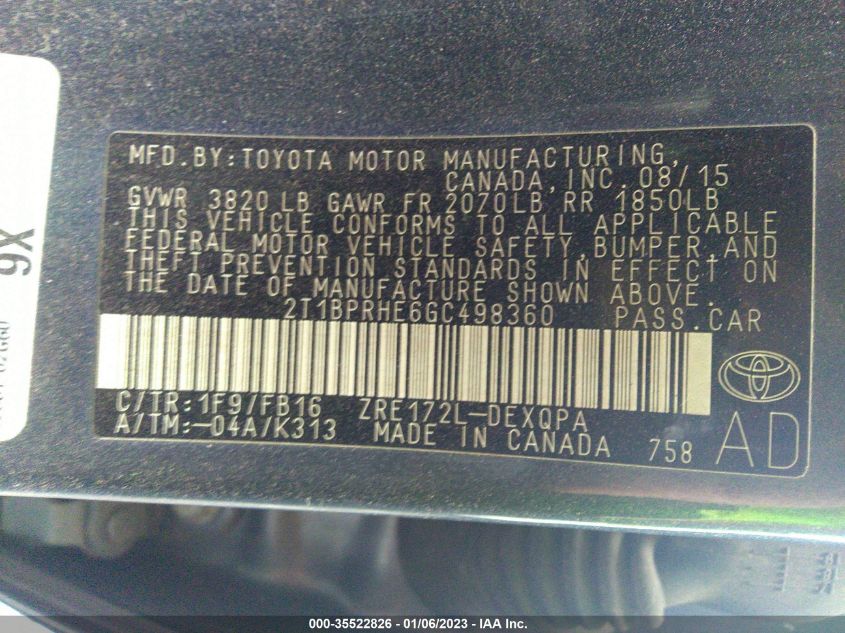 MFD.BY:TOYOTA MOTOR MANUFACTURING,
CANADA,INC. 08/15
GVWR 3820 LB GAWR FR 2070LB RR 1850LB
THIS VEHICLE CONFORMS TO ALL APPLICABLE
FEDERAL MOTOR VEHICLE SAFETY,BUMPER,AND
THEFT PREVENTION STANDARDS IN EFFECT ON
THE DATE OF MANUFACTURE SHOWN ABOVE.
2T1BPRHE6GC498360 PASS.CAR
C/TR:1F9/FB16 ZRE172L-DEXQPA
A/TM:-04A/K313 MADE IN CANADA 758 AD
9X
000-35522826 - 01/06/2023 - IAA Inc.